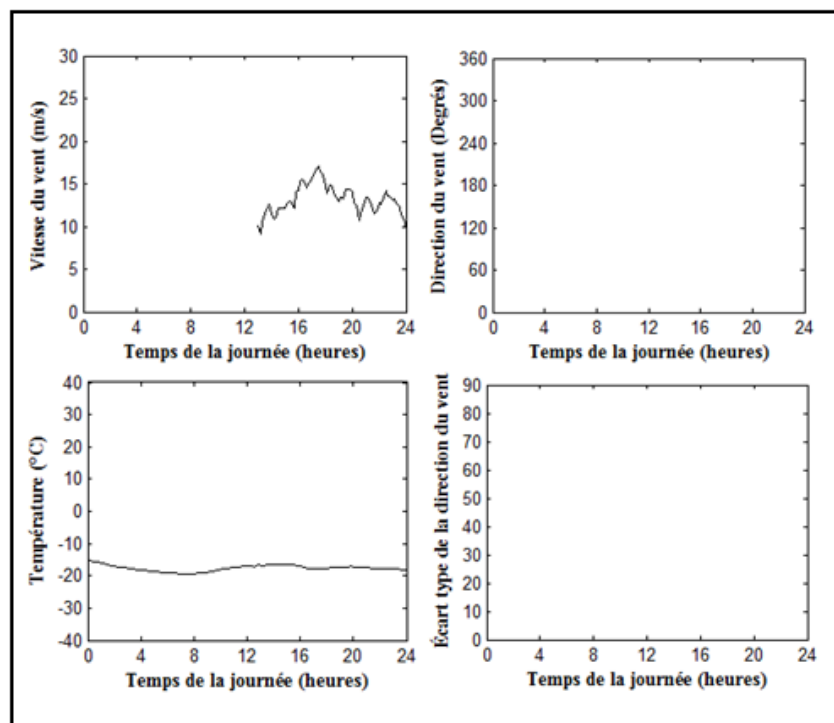 Vitesse du vent (m/s)
30
25
20
15
10
5
0
0 4 8 12 16 20 24
Temps de la journée (heures)
Direction du vent (Degrés)
360
300
240
180
120
60
0
0 4 8 12 16 20 24
Temps de la journée (heures)
Température (°C)
40
30
20
10
0
-10
-20
-30
-40
0 4 8 12 16 20 24
Temps de la journée (heures)
Écart type de la direction du vent
90
80
70
60
50
40
30
20
10
0
0 4 8 12 16 20 24
Temps de la journée (heures)